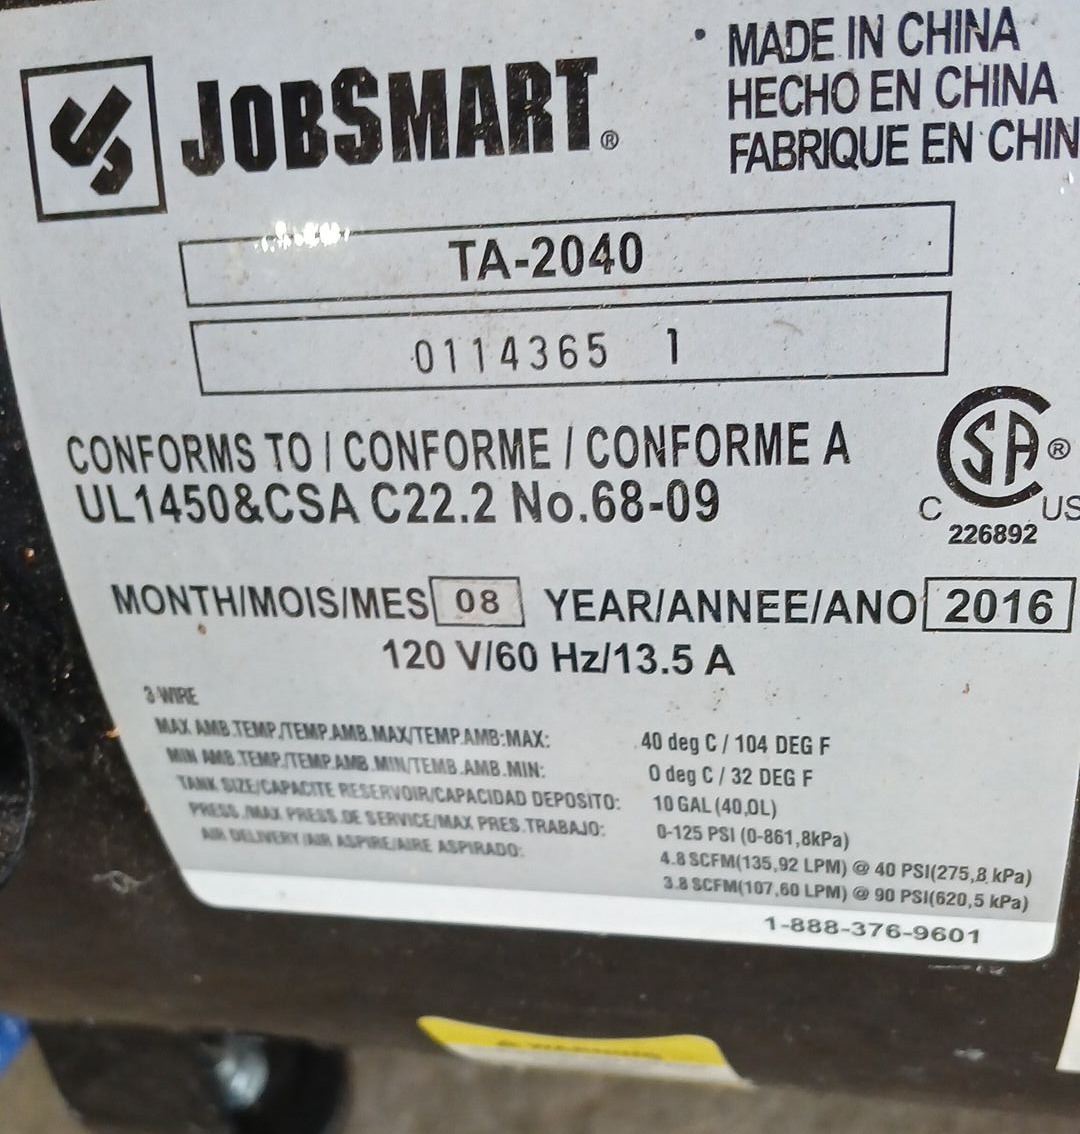 JOBSMART®
MADE IN CHINA
HECHO EN CHINA
FABRIQUE EN CHIN
TA-2040
0114365 1
CONFORMS TO / CONFORME / CONFORME A
UL1450&CSA C22.2 No.68-09
CSA ®
C US
226892
MONTH/MOIS/MES 08 YEAR/ANNEE/ANO 2016
120 V/60 Hz/13.5 A
3-WIRE
MAX AMB.TEMP./TEMP.AMB.MAX/TEMP.AMB:MAX: 40 deg C / 104 DEG F
MIN AMB.TEMP./TEMP.AMB.MIN/TEMB.AMB.MIN: 0 deg C / 32 DEG F
TANK SIZE/CAPACITE RESERVOIR/CAPACIDAD DEPOSITO: 10 GAL (40,0L)
PRESS./MAX PRESS.DE SERVICE/MAX PRES.TRABAJO: 0-125 PSI (0-861,8kPa)
AIR DELIVERY/AIR ASPIRE/AIRE ASPIRADO: 4.8 SCFM(135,92 LPM) @ 40 PSI(275,8 kPa)
3.8 SCFM(107,60 LPM) @ 90 PSI(620,5 kPa)
1-888-376-9601